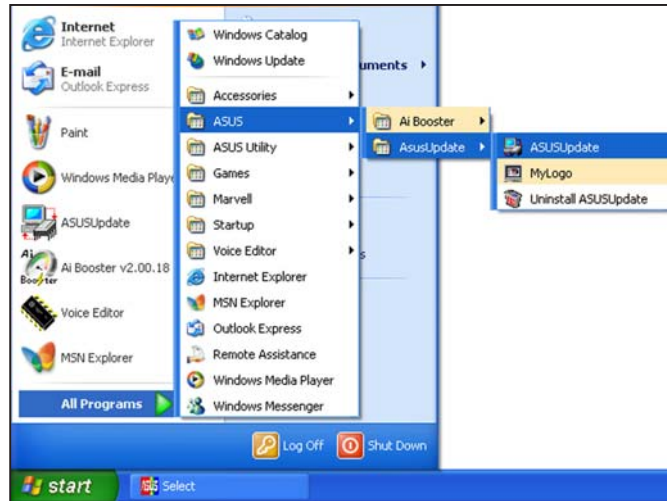 Internet
Internet Explorer
E-mail
Outlook Express
Paint
Windows Media Playe
ASUSUpdate
Ai Booster
Ai Booster v2.00.18
Voice Editor
MSN Explorer
All Programs
Windows Catalog
Windows Update
Accessories
ASUS
ASUS Utility
Games
Marvell
Startup
Voice Editor
Internet Explorer
MSN Explorer
Outlook Express
Remote Assistance
Windows Media Player
Windows Messenger
uments
s
Ai Booster
AsusUpdate
ASUSUpdate
MyLogo
Uninstall ASUSUpdate
Log Off
Shut Down
start
ASUS
Select